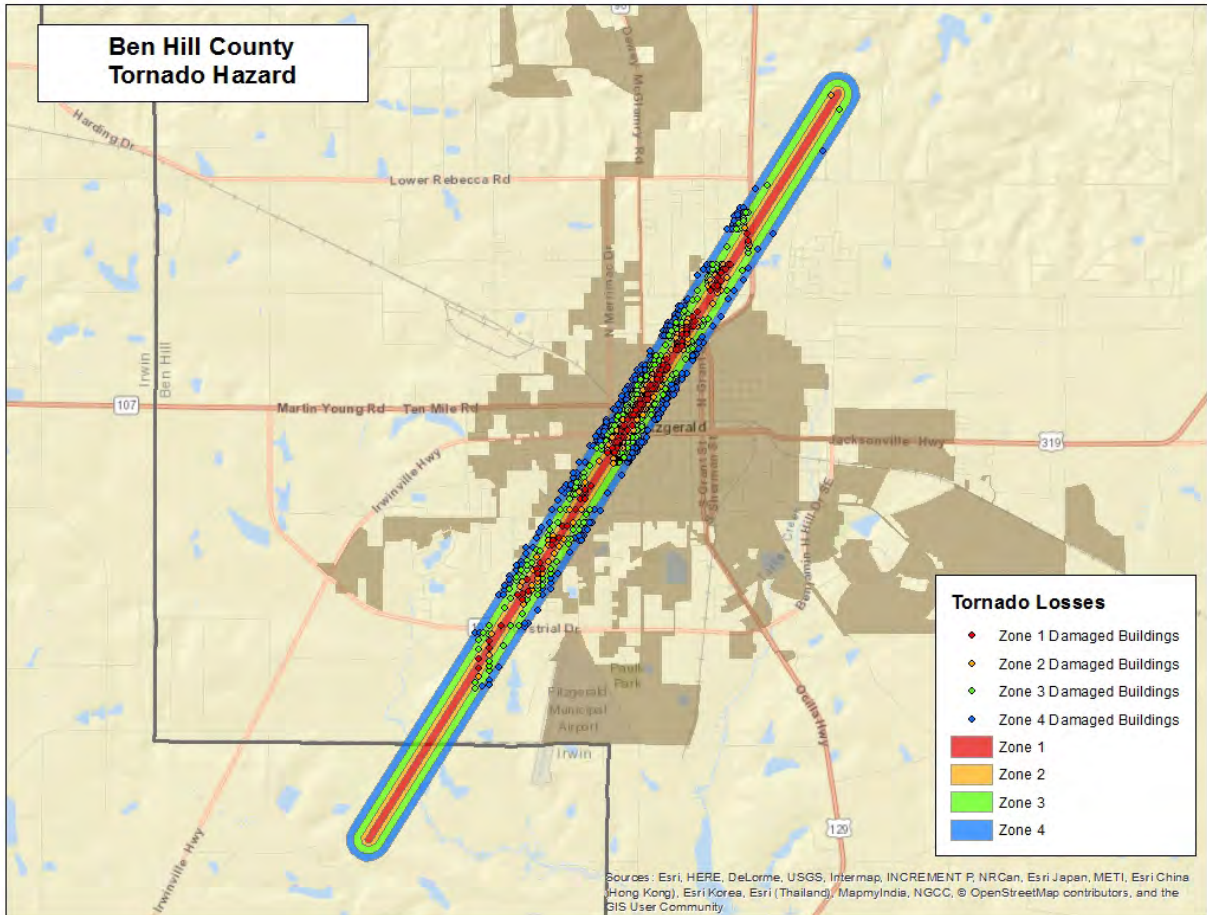 Ben Hill County
Tornado Hazard
90
Dewey McGlamry Rd
Harding Dr
Lower Rebecca Rd
N Merrimac Dr
Irwin
Ben Hill
107
Martin Young Rd
Ten Mile Rd
N Grant
zgerald
Jacksonville Hwy
319
Irwinville Hwy
S Grant St
S Sherman St
Creek
Benjamin H Hill Dr SE
strial Dr
Paulk
Park
Fitzgerald
Municipal
Airport
Irwin
Ocilla Hwy
Irwinville Hwy
129
Tornado Losses
Zone 1 Damaged Buildings
Zone 2 Damaged Buildings
Zone 3 Damaged Buildings
Zone 4 Damaged Buildings
Zone 1
Zone 2
Zone 3
Zone 4
Sources: Esri, HERE, DeLorme, USGS, Intermap, INCREMENT P, NRCan, Esri Japan, METI, Esri China
(Hong Kong), Esri Korea, Esri (Thailand), MapmyIndia, NGCC, © OpenStreetMap contributors, and the
GIS User Community